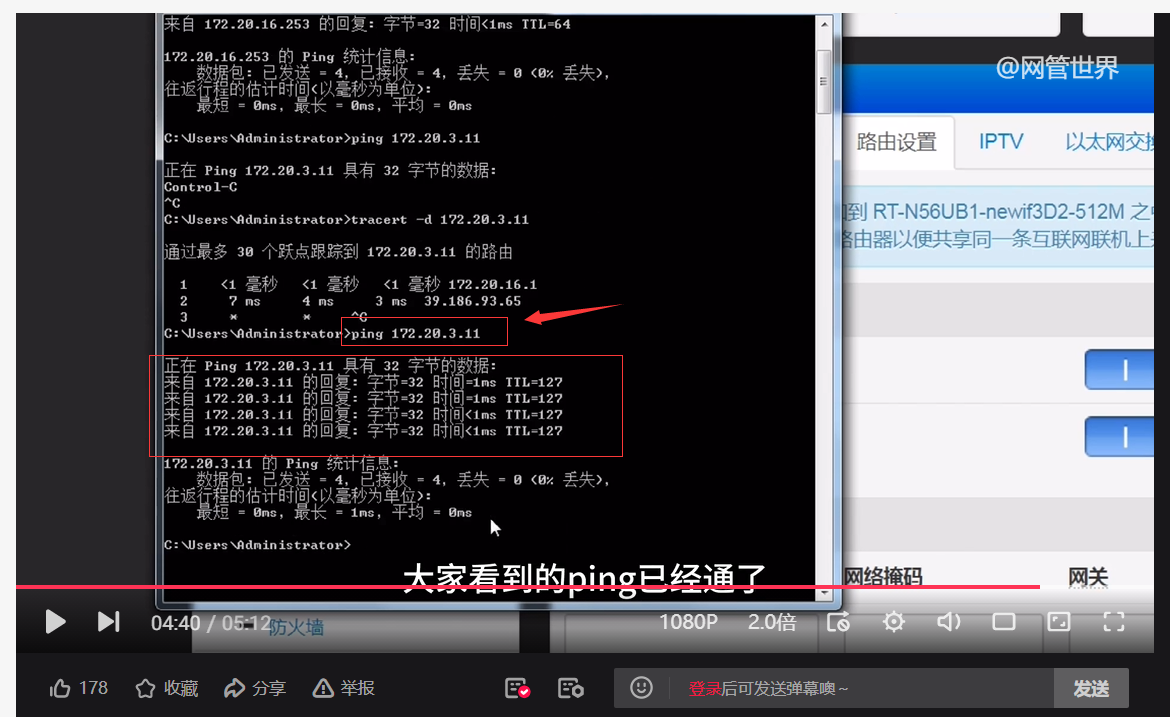 来自 172.20.16.253 的回复: 字节=32 时间<1ms TTL=64
172.20.16.253 的 Ping 统计信息:
数据包: 已发送 = 4, 已接收 = 4, 丢失 = 0 (0% 丢失),
往返行程的估计时间(以毫秒为单位):
最短 = 0ms, 最长 = 0ms, 平均 = 0ms
C:\Users\Administrator>ping 172.20.3.11
正在 Ping 172.20.3.11 具有 32 字节的数据:
Control-C
^C
C:\Users\Administrator>tracert -d 172.20.3.11
通过最多 30 个跃点跟踪到 172.20.3.11 的路由
1 <1 毫秒 <1 毫秒 <1 毫秒 172.20.16.1
2 7 ms 4 ms 3 ms 39.186.93.65
3 * * ^C
C:\Users\Administrator>ping 172.20.3.11
正在 Ping 172.20.3.11 具有 32 字节的数据:
来自 172.20.3.11 的回复: 字节=32 时间=1ms TTL=127
来自 172.20.3.11 的回复: 字节=32 时间=1ms TTL=127
来自 172.20.3.11 的回复: 字节=32 时间<1ms TTL=127
来自 172.20.3.11 的回复: 字节=32 时间<1ms TTL=127
172.20.3.11 的 Ping 统计信息:
数据包: 已发送 = 4, 已接收 = 4, 丢失 = 0 (0% 丢失),
往返行程的估计时间(以毫秒为单位):
最短 = 0ms, 最长 = 1ms, 平均 = 0ms
C:\Users\Administrator>
@网管世界
路由设置 IPTV 以太网交换
到 RT-N56UB1-newif3D2-512M 之
路由器以便共享同一条互联网联机上
网络掩码 网关
大家看到的ping已经通了
04:40 / 05:12 防火墙 1080P 2.0倍
178 收藏 分享 举报 登录后可发送弹幕噢~ 发送